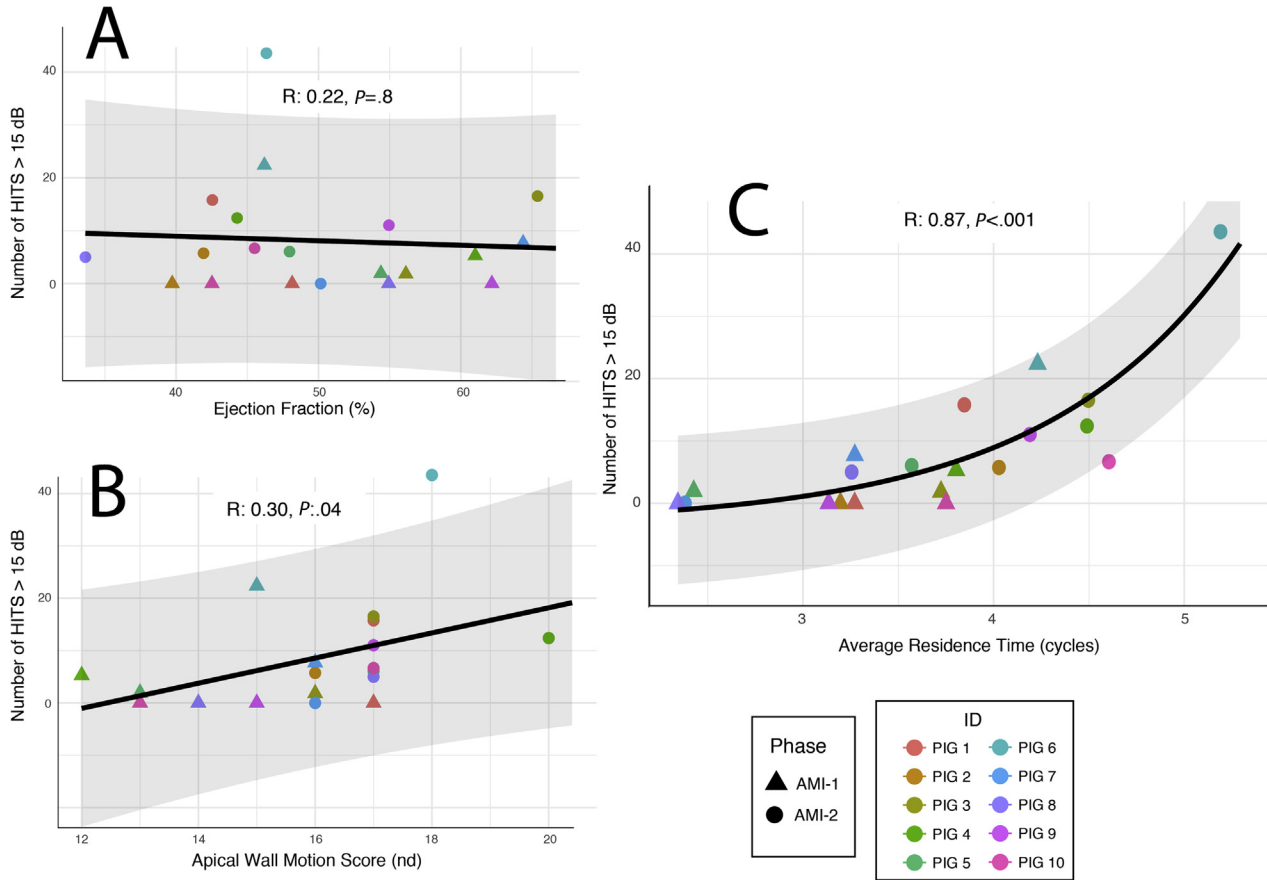 A
Number of HITS > 15 dB
40
20
0
R: 0.22, P=.8
40
50
60
Ejection Fraction (%)
B
Number of HITS > 15 dB
40
20
0
R: 0.30, P:.04
12
14
16
18
20
Apical Wall Motion Score (nd)
C
Number of HITS > 15 dB
40
20
0
R: 0.87, P<.001
3
4
5
Average Residence Time (cycles)
Phase
AMI-1
AMI-2
ID
PIG 1
PIG 2
PIG 3
PIG 4
PIG 5
PIG 6
PIG 7
PIG 8
PIG 9
PIG 10